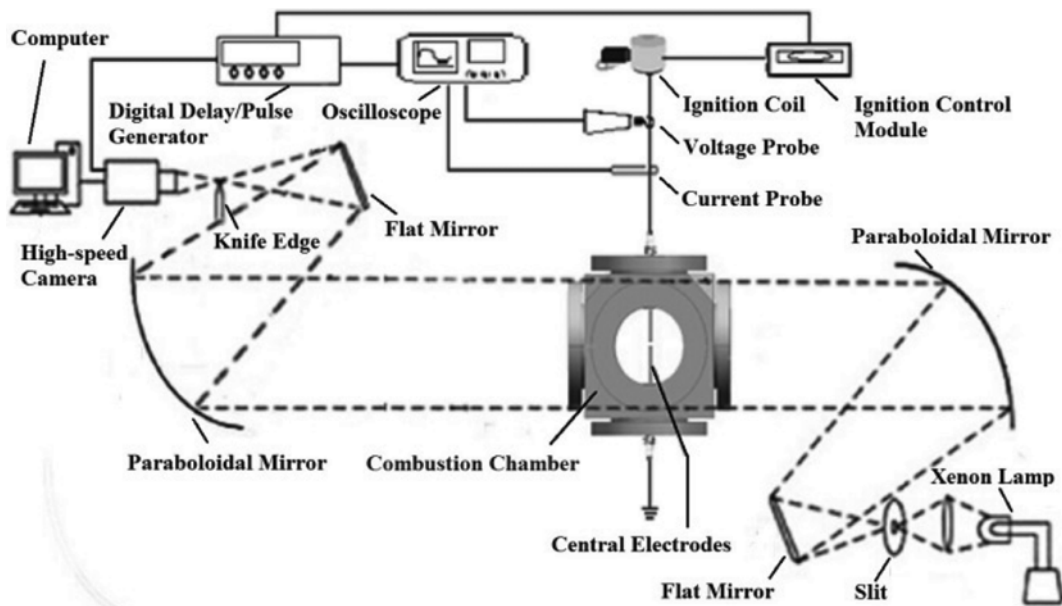 Computer
Digital Delay/Pulse
Generator
Oscilloscope
Ignition Coil
Ignition Control
Module
Voltage Probe
Current Probe
High-speed
Camera
Knife Edge
Flat Mirror
Paraboloidal Mirror
Paraboloidal Mirror
Combustion Chamber
Central Electrodes
Xenon Lamp
Flat Mirror
Slit